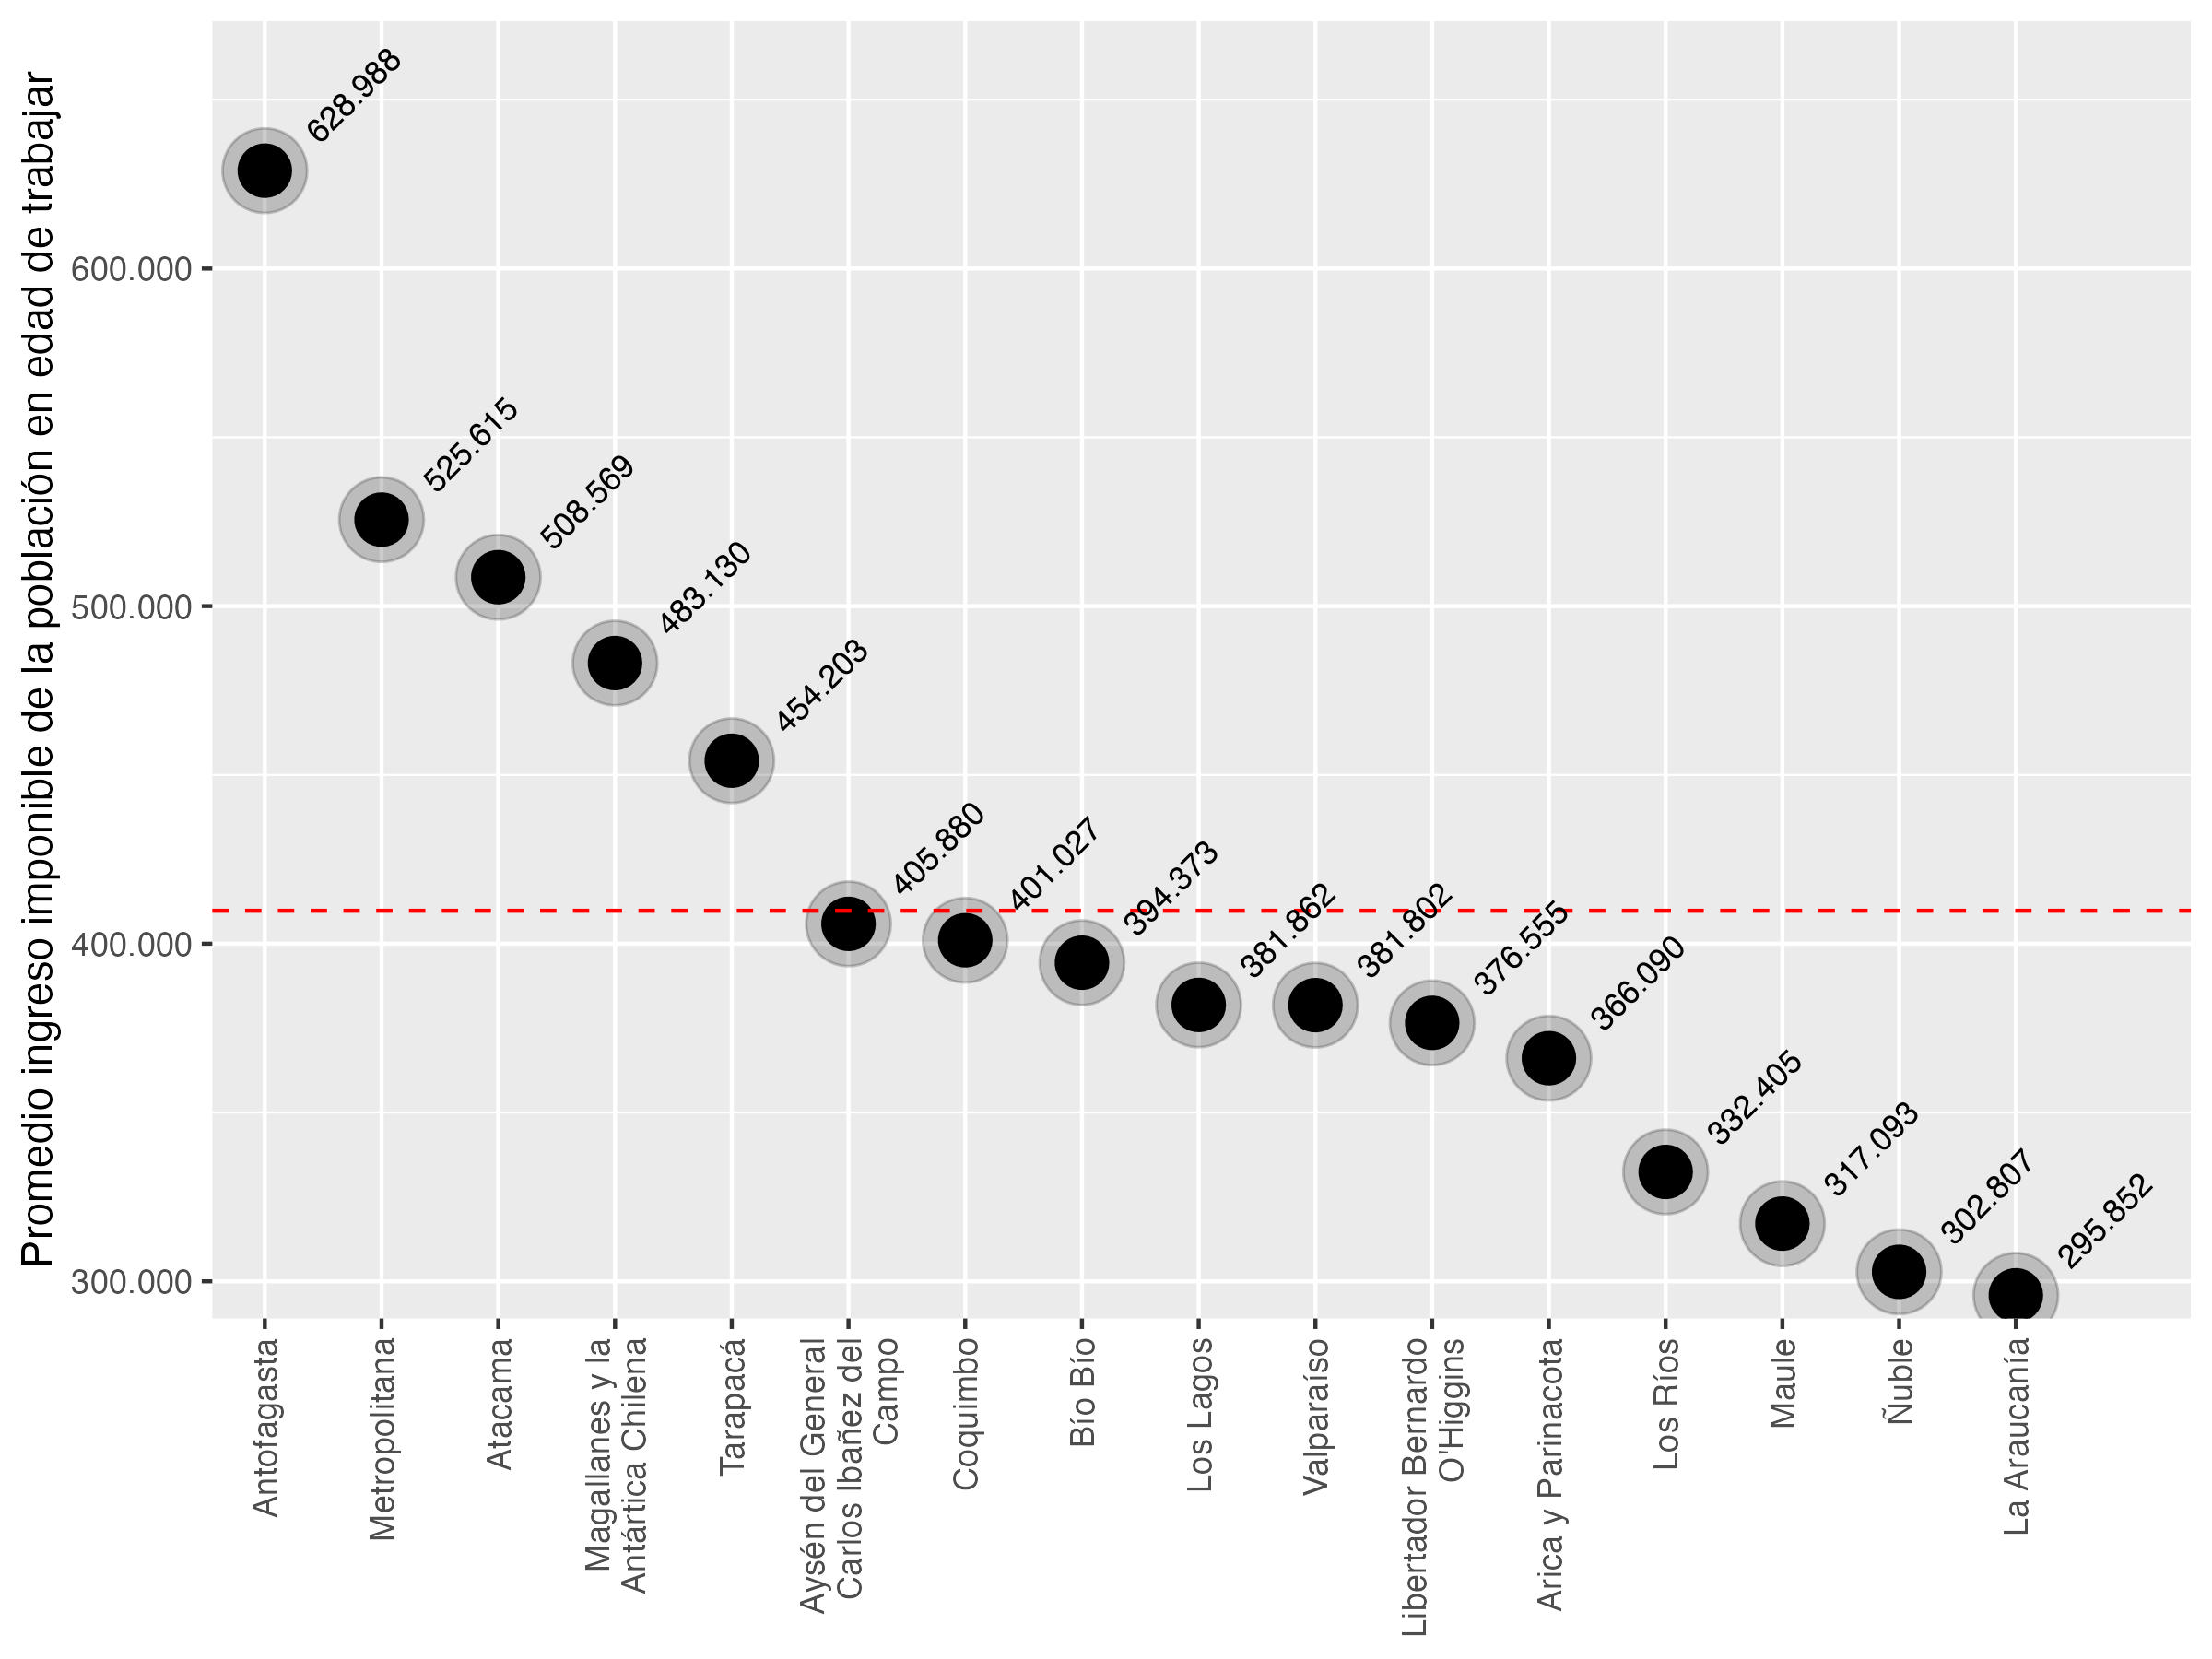 Promedio ingreso imponible de la población en edad de trabajar
600.000
500.000
400.000
300.000
628.988
525.615
508.569
483.130
454.203
405.880
401.027
394.373
381.862
381.802
376.555
366.090
332.405
317.093
302.807
295.852
Antofagasta
Metropolitana
Atacama
Magallanes y la
Antártica Chilena
Tarapacá
Aysén del General
Carlos Ibañez del
Campo
Coquimbo
Bío Bío
Los Lagos
Valparaíso
Libertador Bernardo
O'Higgins
Arica y Parinacota
Los Ríos
Maule
Ñuble
La Araucanía